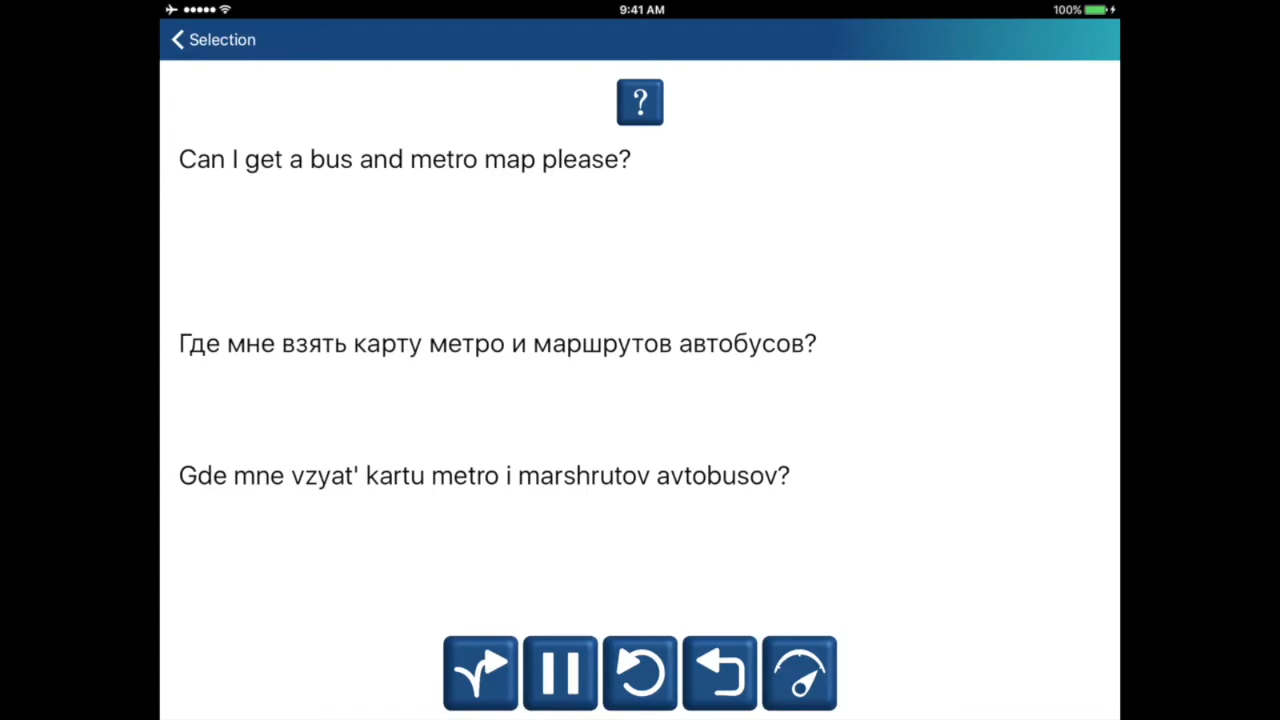 9:41 AM
100%
Selection
?
Can I get a bus and metro map please?
Где мне взять карту метро и маршрутов автобусов?
Gde mne vzyat' kartu metro i marshrutov avtobusov?